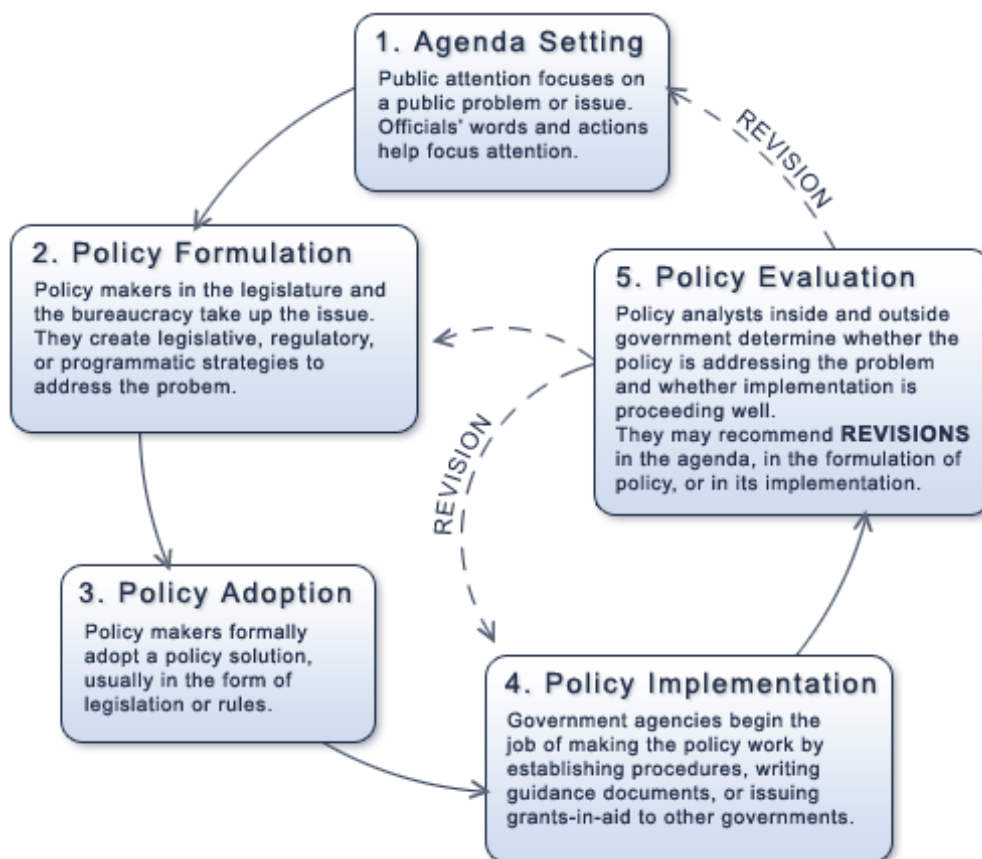 1. Agenda Setting
Public attention focuses on
a public problem or issue.
Officials' words and actions
help focus attention.
REVISION
2. Policy Formulation
Policy makers in the legislature and
the bureaucracy take up the issue.
They create legislative, regulatory,
or programmatic strategies to
address the probem.
5. Policy Evaluation
Policy analysts inside and outside
government determine whether the
policy is addressing the problem
and whether implementation is
proceeding well.
They may recommend REVISIONS
in the agenda, in the formulation of
policy, or in its implementation.
REVISION
3. Policy Adoption
Policy makers formally
adopt a policy solution,
usually in the form of
legislation or rules.
4. Policy Implementation
Government agencies begin the
job of making the policy work by
establishing procedures, writing
guidance documents, or issuing
grants-in-aid to other governments.